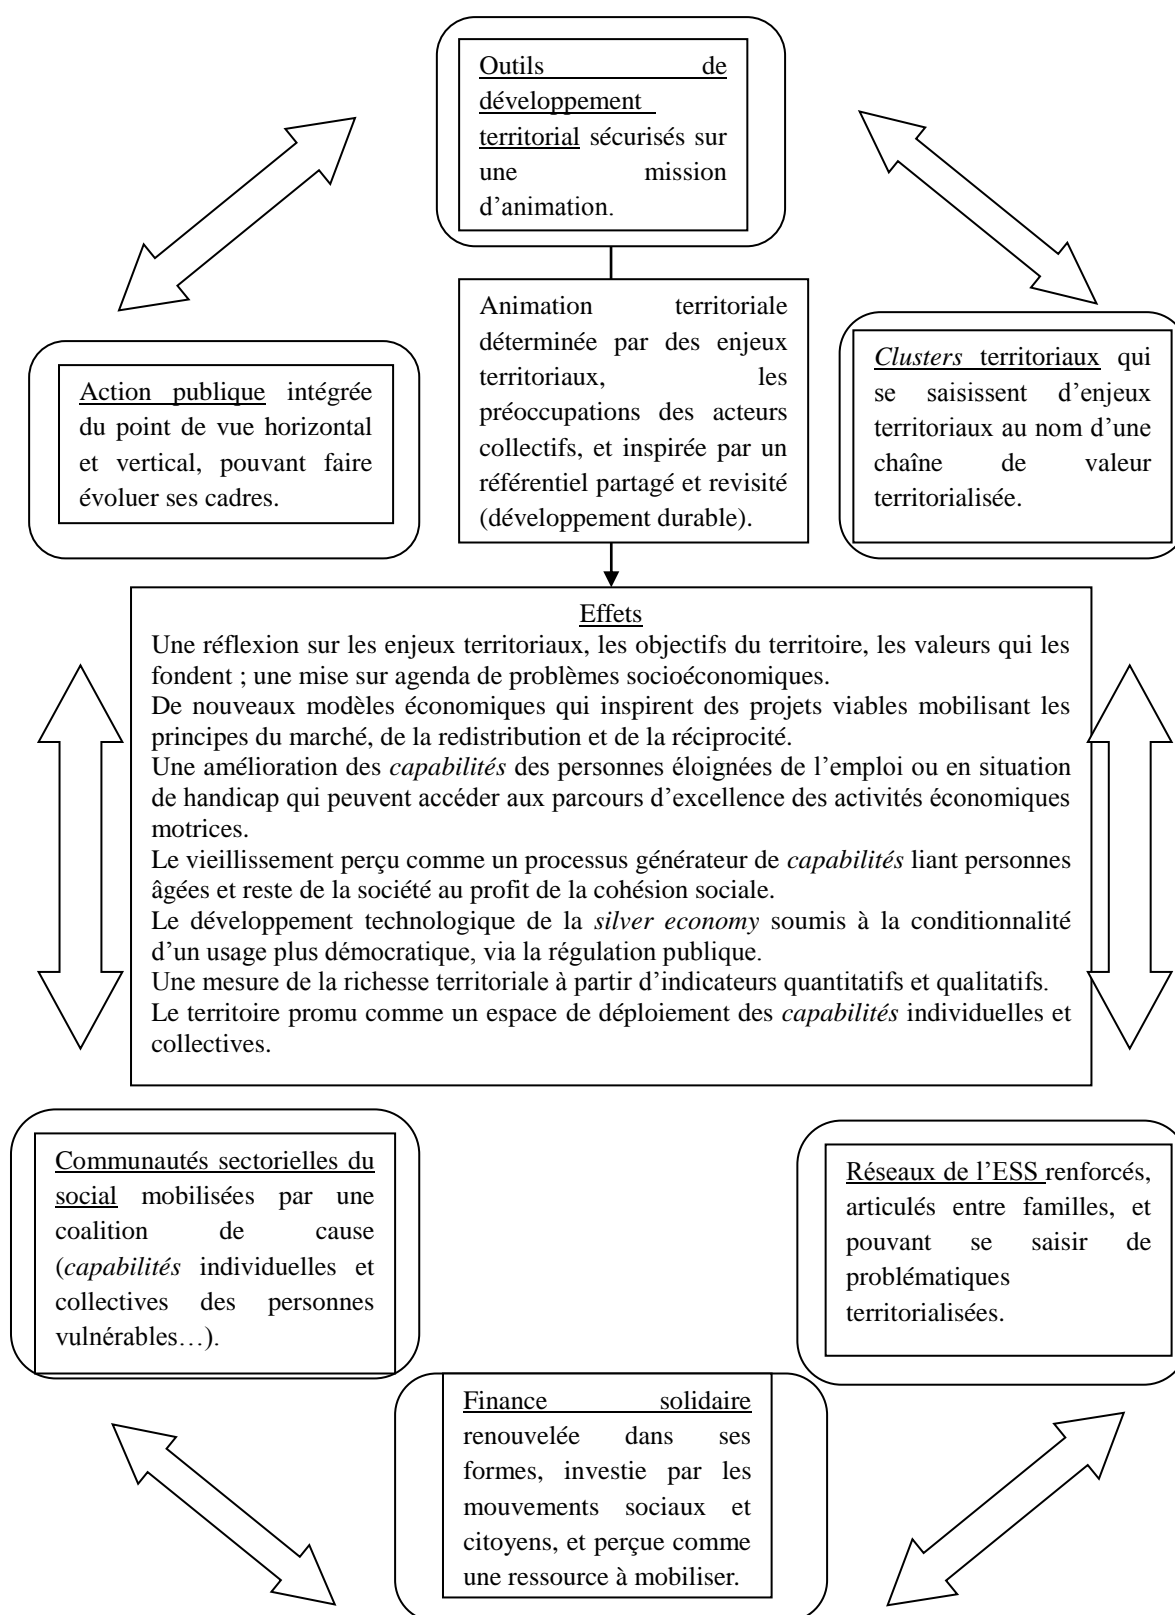 Outils de
développement
territorial sécurisés sur
une mission
d’animation.
Animation territoriale
déterminée par des enjeux
territoriaux, les
préoccupations des acteurs
collectifs, et inspirée par un
référentiel partagé et revisité
(développement durable).
Action publique intégrée
du point de vue horizontal
et vertical, pouvant faire
évoluer ses cadres.
Clusters territoriaux qui
se saisissent d’enjeux
territoriaux au nom d’une
chaîne de valeur
territorialisée.
Effets
Une réflexion sur les enjeux territoriaux, les objectifs du territoire, les valeurs qui les
fondent ; une mise sur agenda de problèmes socioéconomiques.
De nouveaux modèles économiques qui inspirent des projets viables mobilisant les
principes du marché, de la redistribution et de la réciprocité.
Une amélioration des capabilités des personnes éloignées de l’emploi ou en situation
de handicap qui peuvent accéder aux parcours d’excellence des activités économiques
motrices.
Le vieillissement perçu comme un processus générateur de capabilités liant personnes
âgées et reste de la société au profit de la cohésion sociale.
Le développement technologique de la silver economy soumis à la conditionnalité
d’un usage plus démocratique, via la régulation publique.
Une mesure de la richesse territoriale à partir d’indicateurs quantitatifs et qualitatifs.
Le territoire promu comme un espace de déploiement des capabilités individuelles et
collectives.
Communautés sectorielles du
social mobilisées par une
coalition de cause
(capabilités individuelles et
collectives des personnes
vulnérables…).
Réseaux de l’ESS renforcés,
articulés entre familles, et
pouvant se saisir de
problématiques
territorialisées.
Finance solidaire
renouvelée dans ses
formes, investie par les
mouvements sociaux et
citoyens, et perçue comme
une ressource à mobiliser.